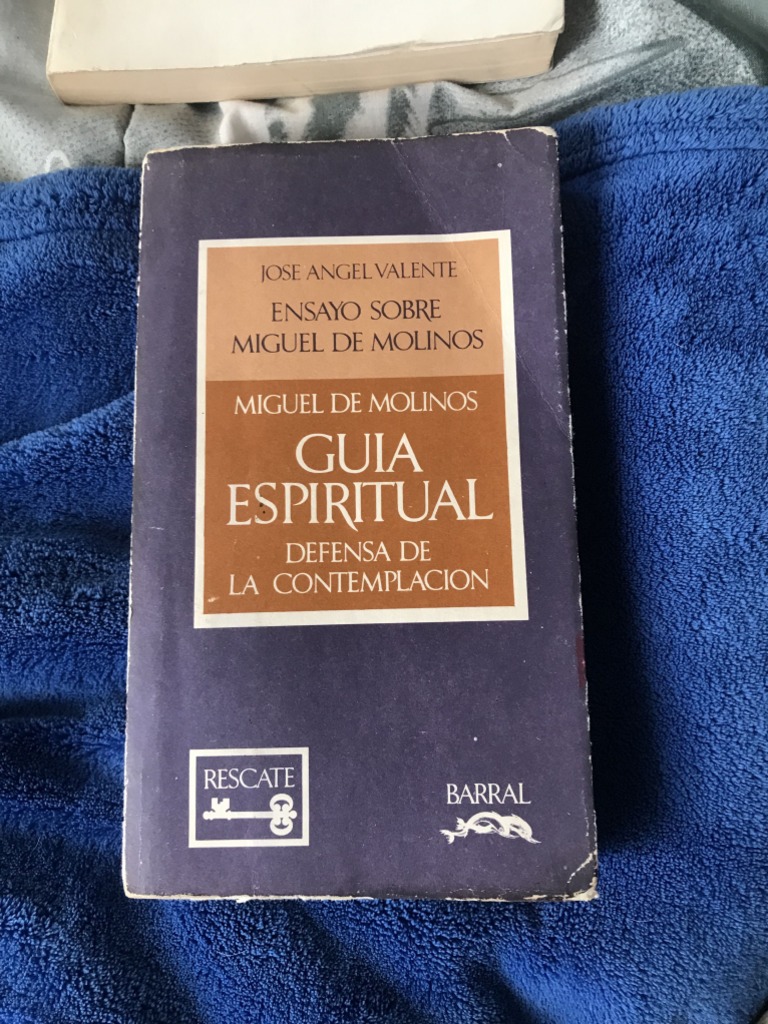 JOSE ANGEL VALENTE
ENSAYO SOBRE
MIGUEL DE MOLINOS
MIGUEL DE MOLINOS
GUIA
ESPIRITUAL
DEFENSA DE
LA CONTEMPLACION
RESCATE
BARRAL